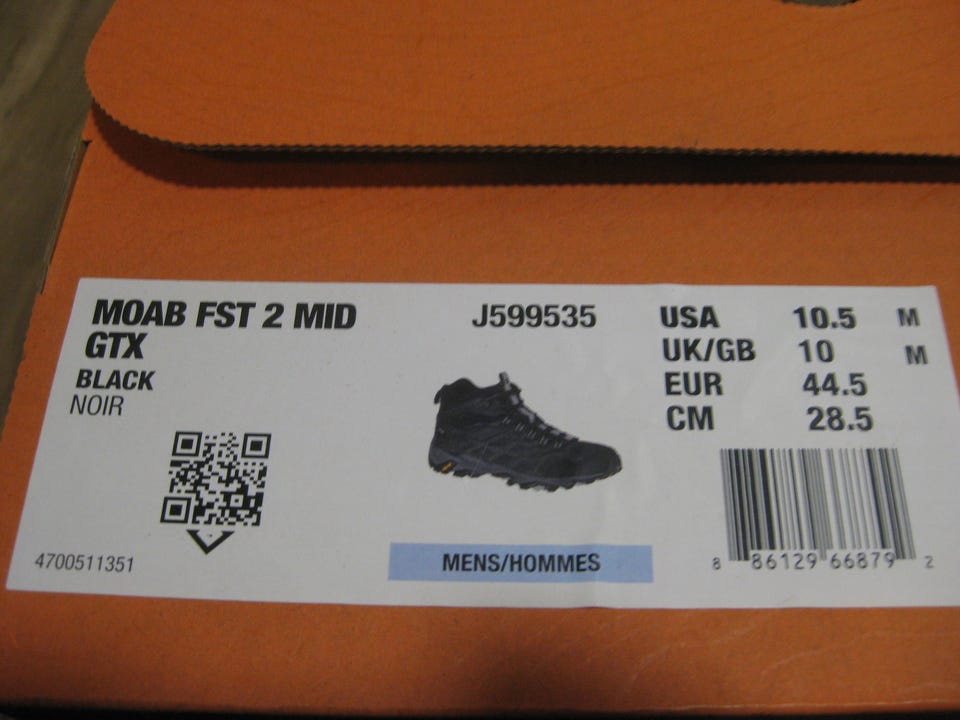 MOAB FST 2 MID
GTX
BLACK
NOIR
4700511351
J599535
MENS/HOMMES
USA 10.5 M
UK/GB 10 M
EUR 44.5
CM 28.5
8 86129 66879 2